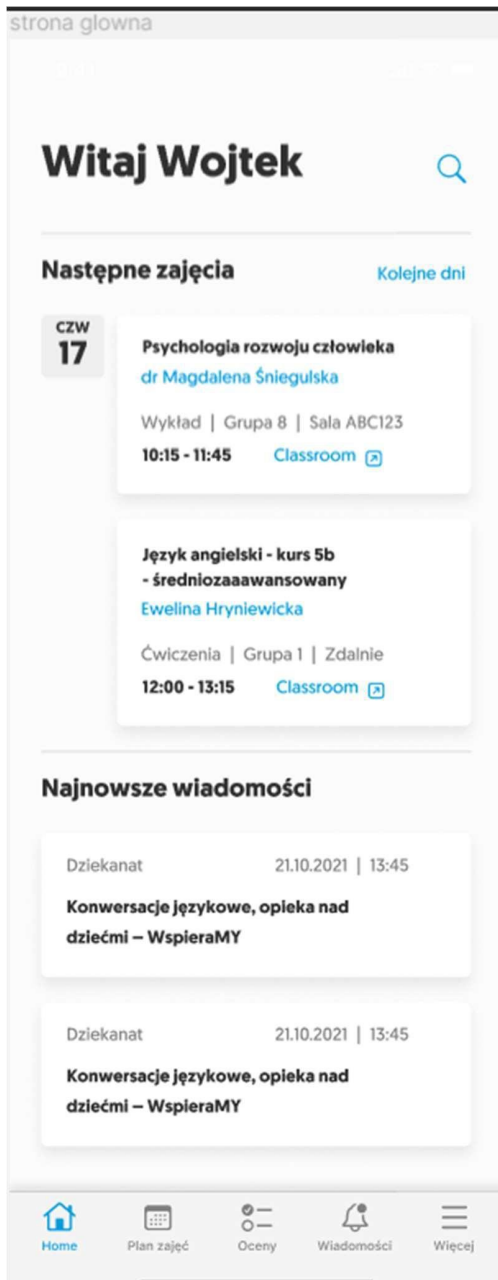 strona glowna
Witaj Wojtek
Następne zajęcia
Kolejne dni
CZW
17
Psychologia rozwoju człowieka
dr Magdalena Śniegulska
Wykład | Grupa 8 | Sala ABC123
10:15 - 11:45 Classroom
Język angielski - kurs 5b
- średniozaaawansowany
Ewelina Hryniewicka
Ćwiczenia | Grupa 1 | Zdalnie
12:00 - 13:15 Classroom
Najnowsze wiadomości
Dziekanat 21.10.2021 | 13:45
Konwersacje językowe, opieka nad
dziećmi – WspieraMY
Dziekanat 21.10.2021 | 13:45
Konwersacje językowe, opieka nad
dziećmi – WspieraMY
Home Plan zajęć Oceny Wiadomości Więcej